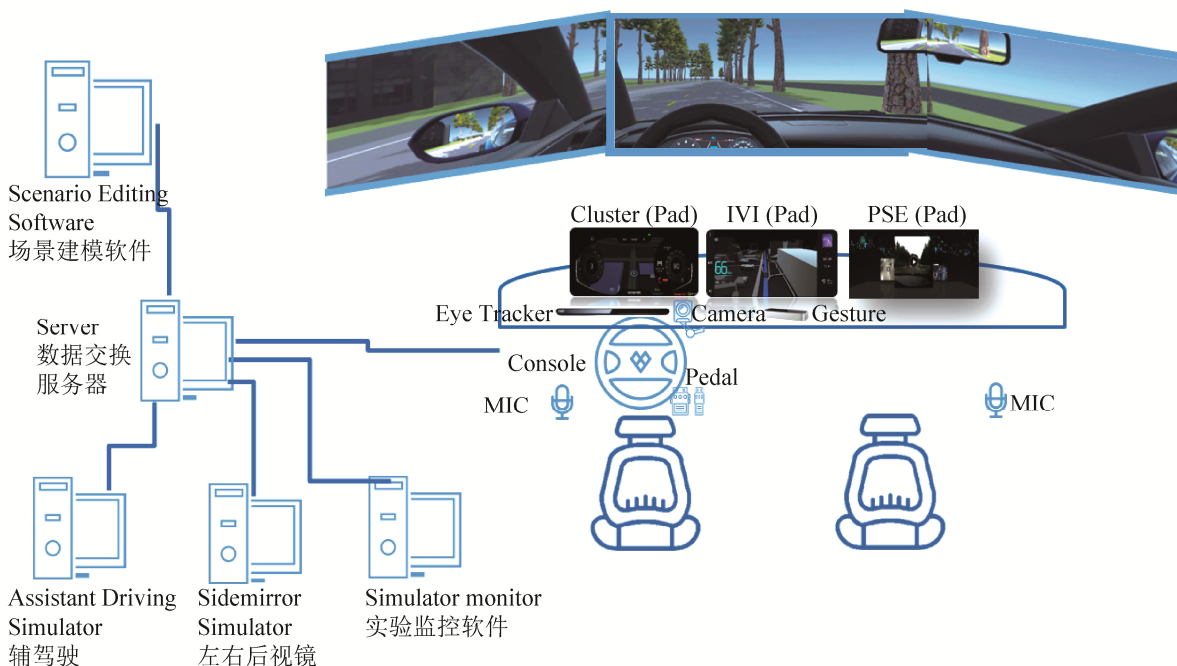 Scenario Editing
Software
场景建模软件
Cluster (Pad)
IVI (Pad)
PSE (Pad)
66
Eye Tracker
Camera
Gesture
Server
数据交换
服务器
Console
Pedal
MIC
MIC
Assistant Driving
Simulator
辅驾驶
Sidemirror
Simulator
左右后视镜
Simulator monitor
实验监控软件